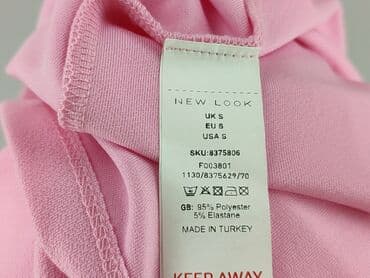 NEW LOOK
UK S
EU S
USA S
SKU:8375806
F003801
1130/8375629/70
GB: 95% Polyester
5% Elastane
MADE IN TURKEY
KEEP AWAY